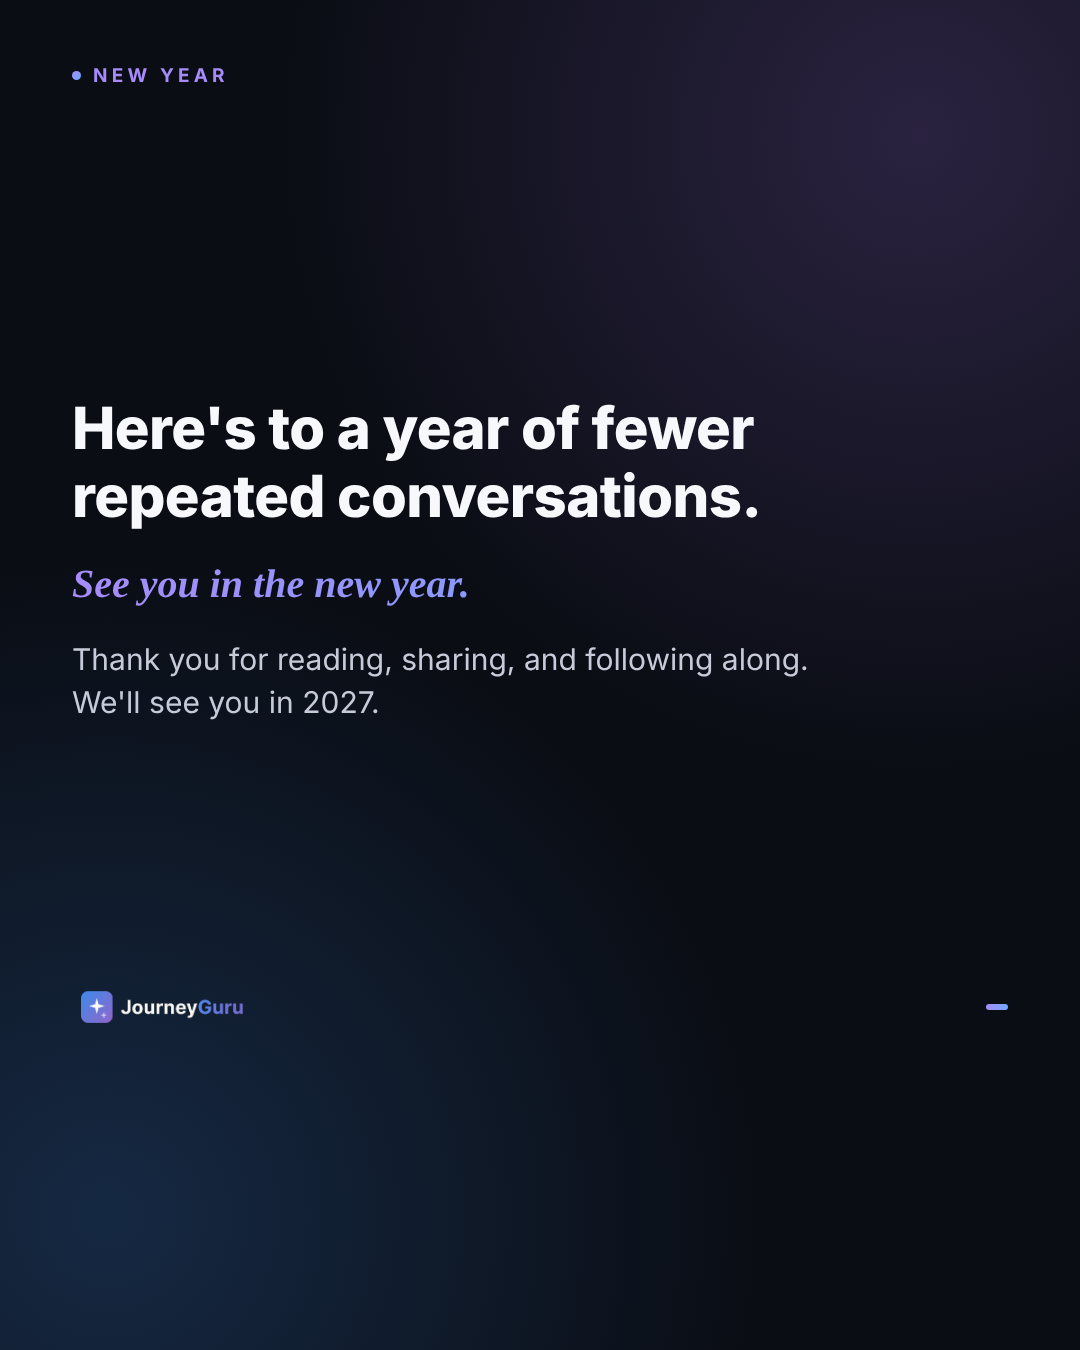 NEW YEAR
Here's to a year of fewer
repeated conversations.
See you in the new year.
Thank you for reading, sharing, and following along.
We'll see you in 2027.
JourneyGuru